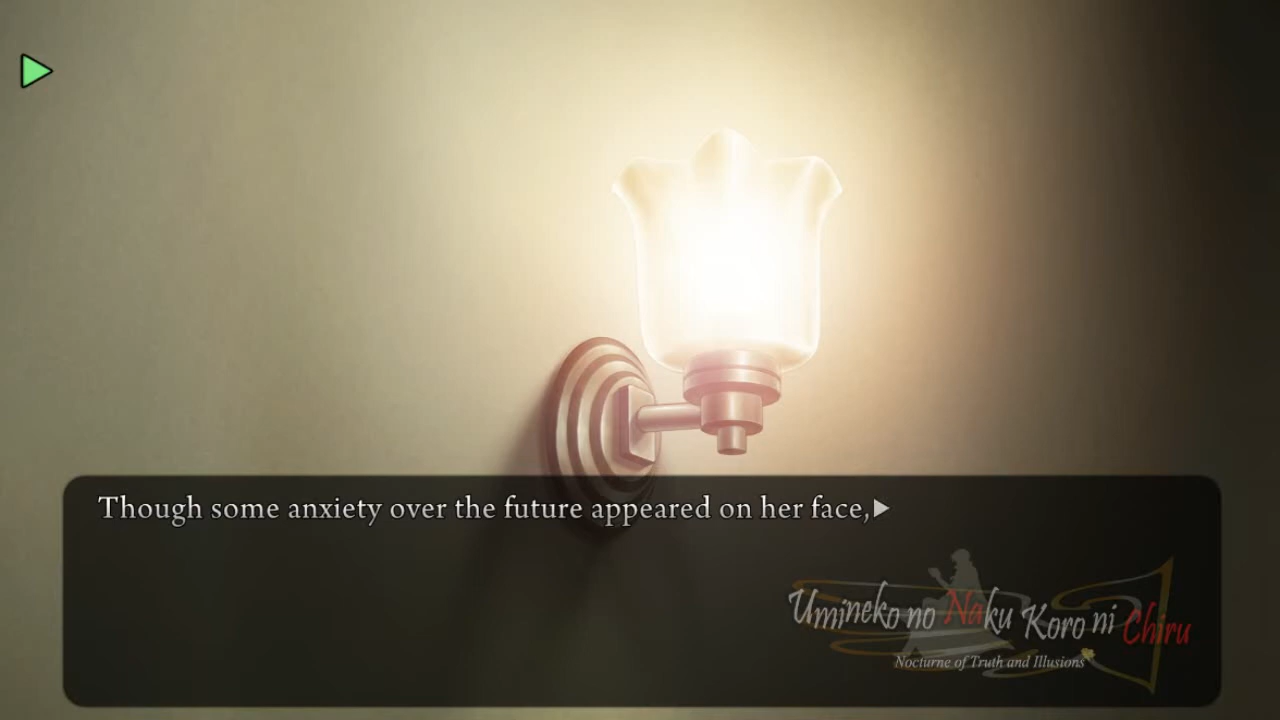 Though some anxiety over the future appeared on her face,
Umineko no Naku Koro ni Chiru
Nocturne of Truth and Illusions